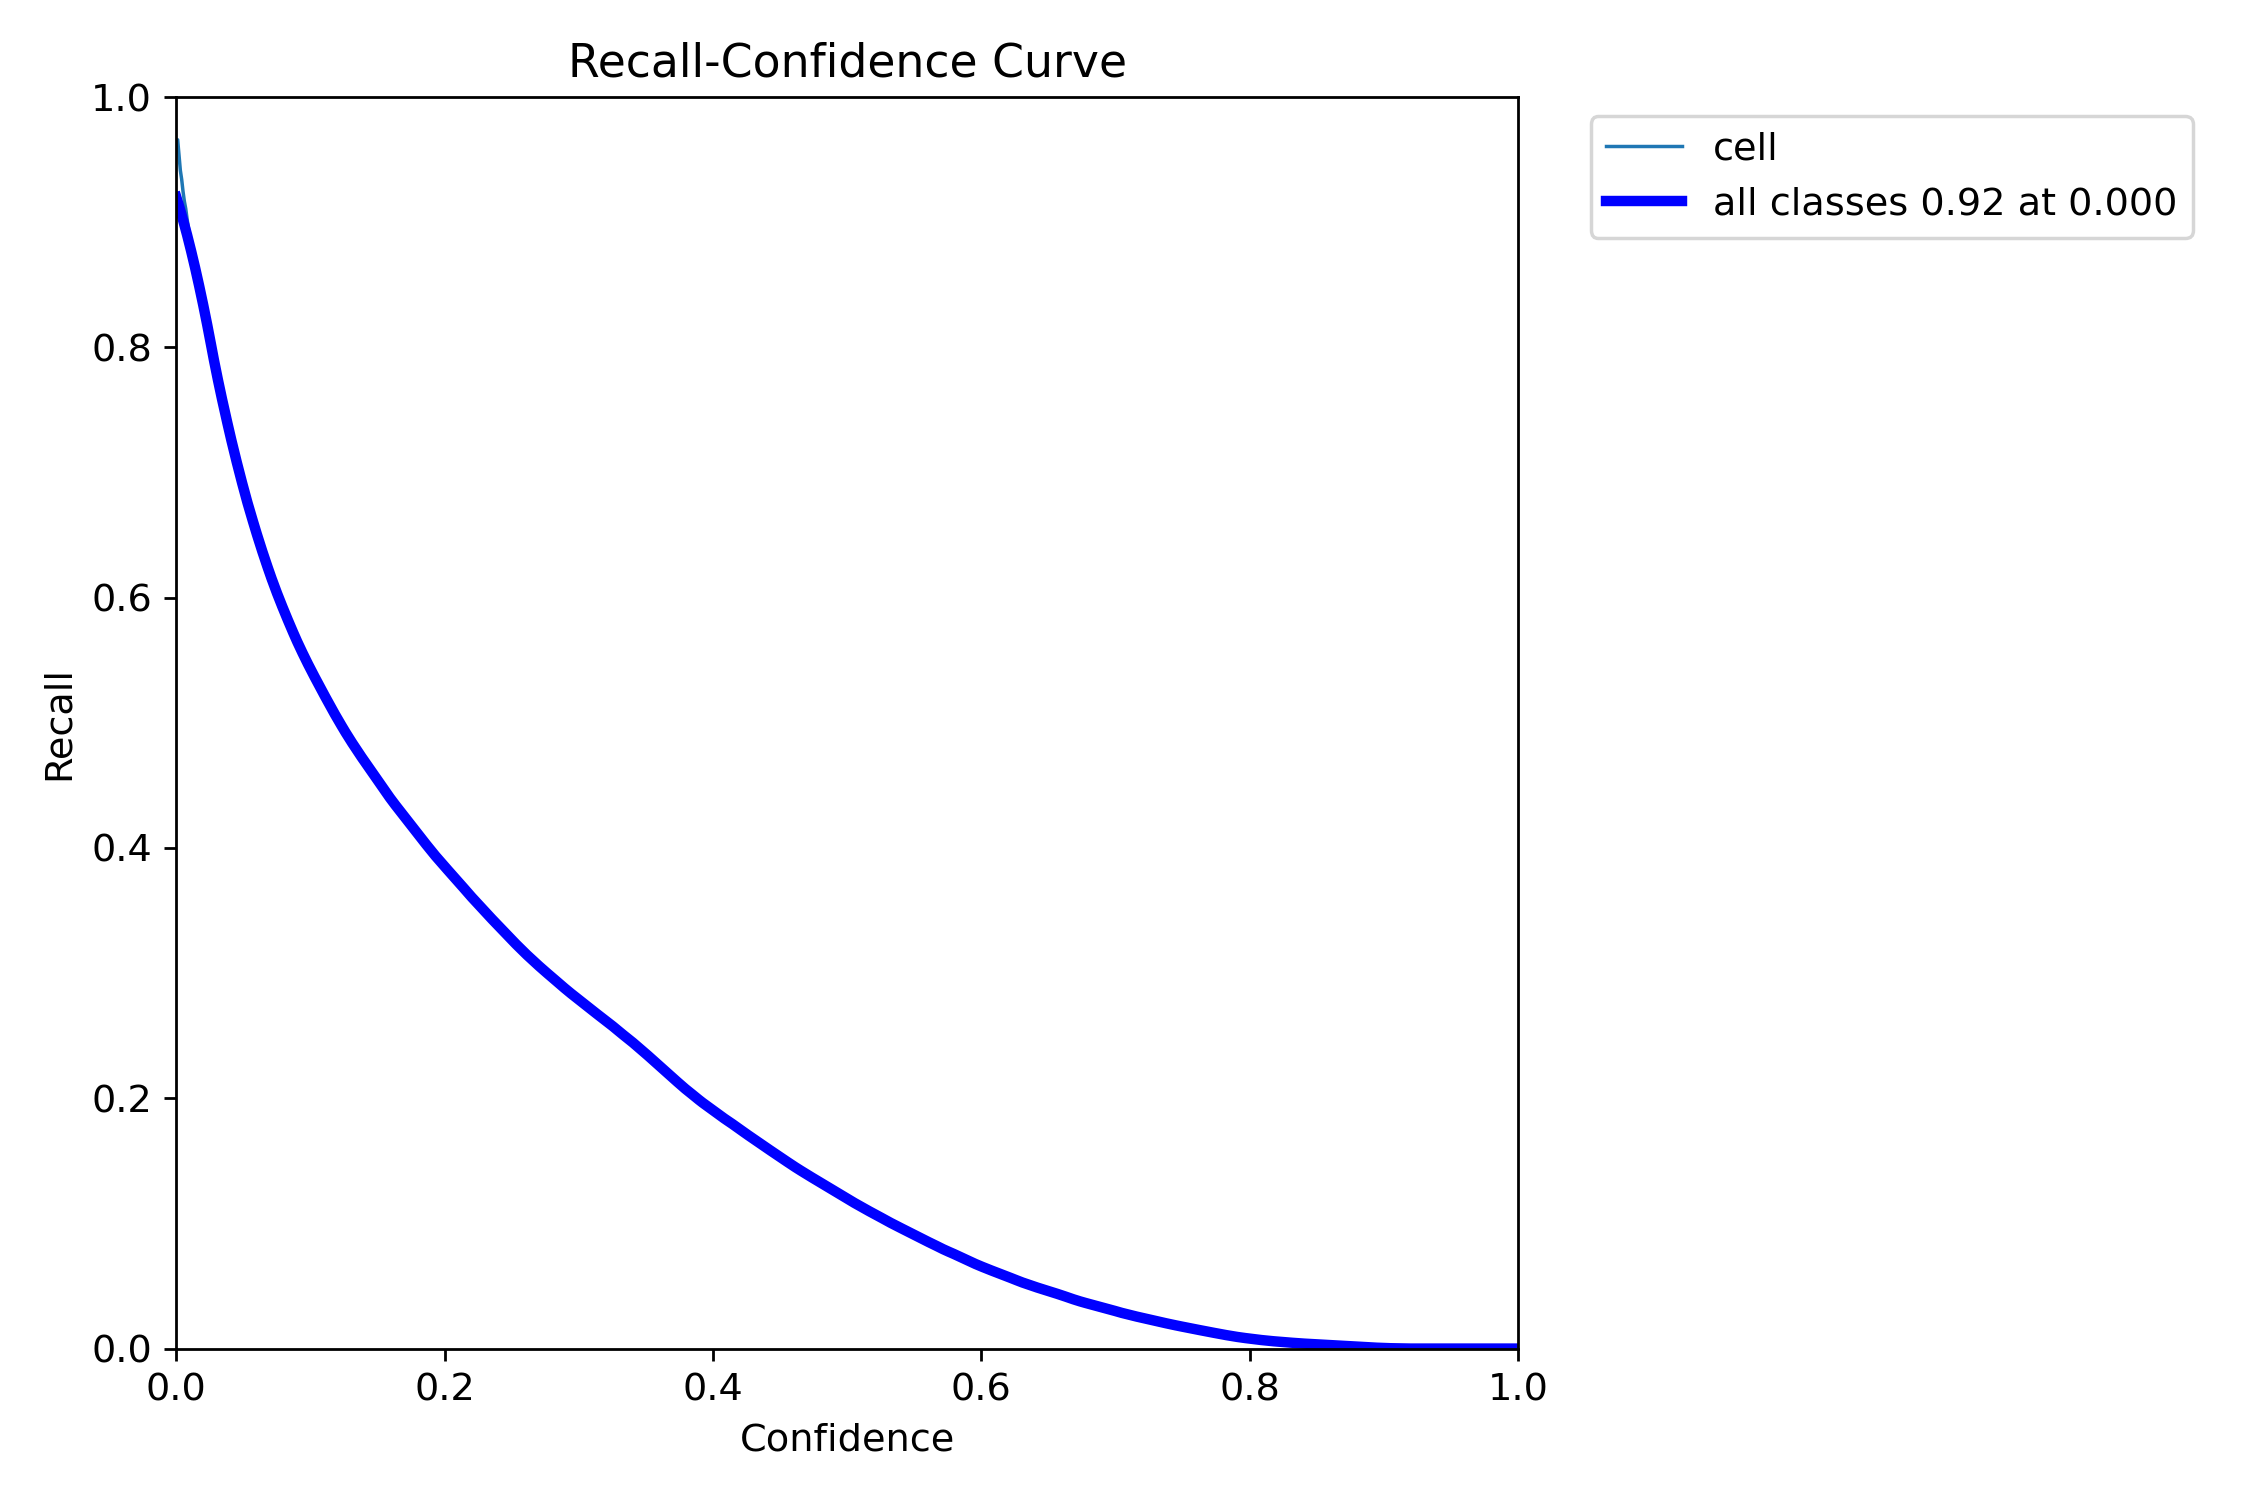 Recall-Confidence Curve
cell
all classes 0.92 at 0.000
Recall
1.0
0.8
0.6
0.4
0.2
0.0
0.0 0.2 0.4 0.6 0.8 1.0
Confidence